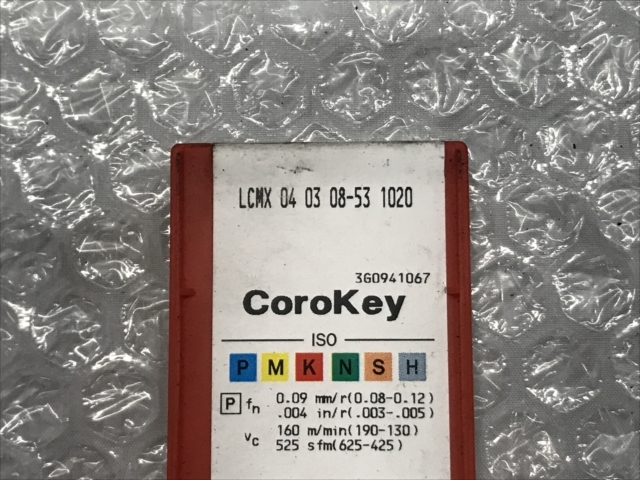 LCMX 04 03 08-53 1020
3G0941067
CoroKey
ISO
P M K N S H
P fn 0.09 mm/r(0.08-0.12)
.004 in/r(.003-.005)
vc 160 m/min(190-130)
525 sfm(625-425)